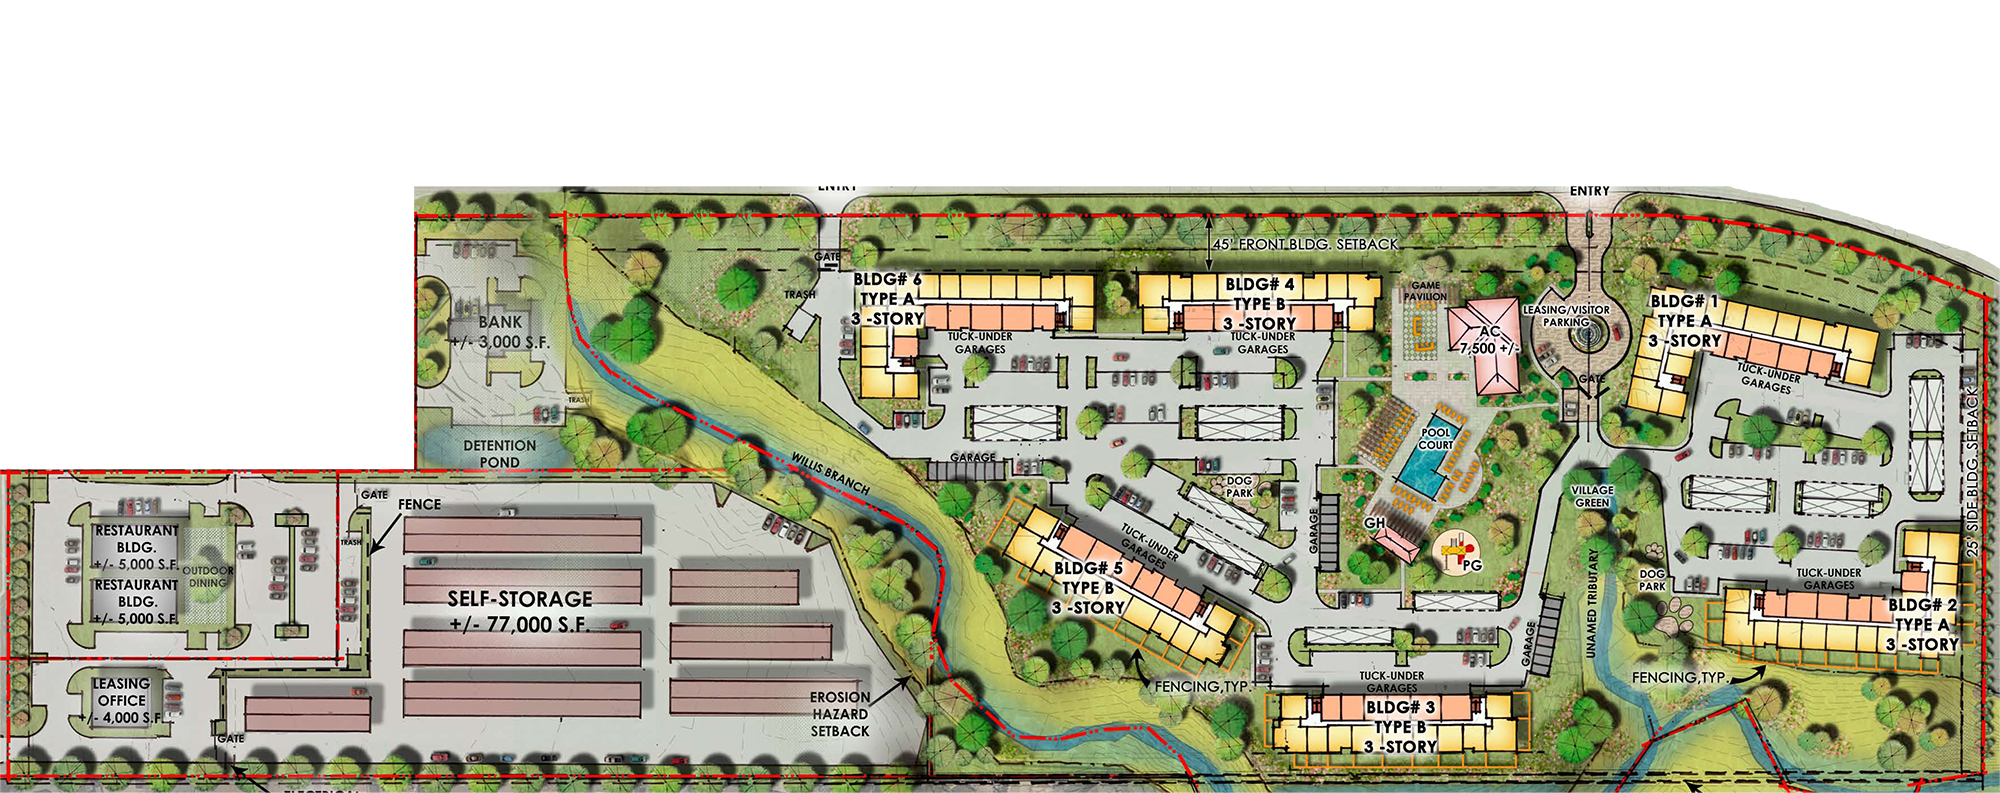 ENTRY
ENTRY
45' FRONT BLDG. SETBACK
GATE
TRASH
BLDG# 6
TYPE A
3 -STORY
TUCK-UNDER
GARAGES
BLDG# 4
TYPE B
3 -STORY
TUCK-UNDER
GARAGES
GAME
PAVILION
AC
7,500 +/-
LEASING/VISITOR
PARKING
GATE
BLDG# 1
TYPE A
3 -STORY
TUCK-UNDER
GARAGES
25' SIDE BLDG. SETBACK
BANK
+/- 3,000 S.F.
TRASH
DETENTION
POND
WILLIS BRANCH
GARAGE
DOG
PARK
POOL
COURT
VILLAGE
GREEN
GATE
FENCE
TRASH
RESTAURANT
BLDG.
+/- 5,000 S.F.
RESTAURANT
BLDG.
+/- 5,000 S.F.
OUTDOOR
DINING
SELF-STORAGE
+/- 77,000 S.F.
TUCK-UNDER
GARAGES
BLDG# 5
TYPE B
3 -STORY
GARAGE
GH
PG
UNAMED TRIBUTARY
DOG
PARK
TUCK-UNDER
GARAGES
BLDG# 2
TYPE A
3 -STORY
GARAGE
LEASING
OFFICE
+/- 4,000 S.F.
GATE
EROSION
HAZARD
SETBACK
FENCING,TYP.
TUCK-UNDER
GARAGES
BLDG# 3
TYPE B
3 -STORY
FENCING,TYP.
ELECTRICAL